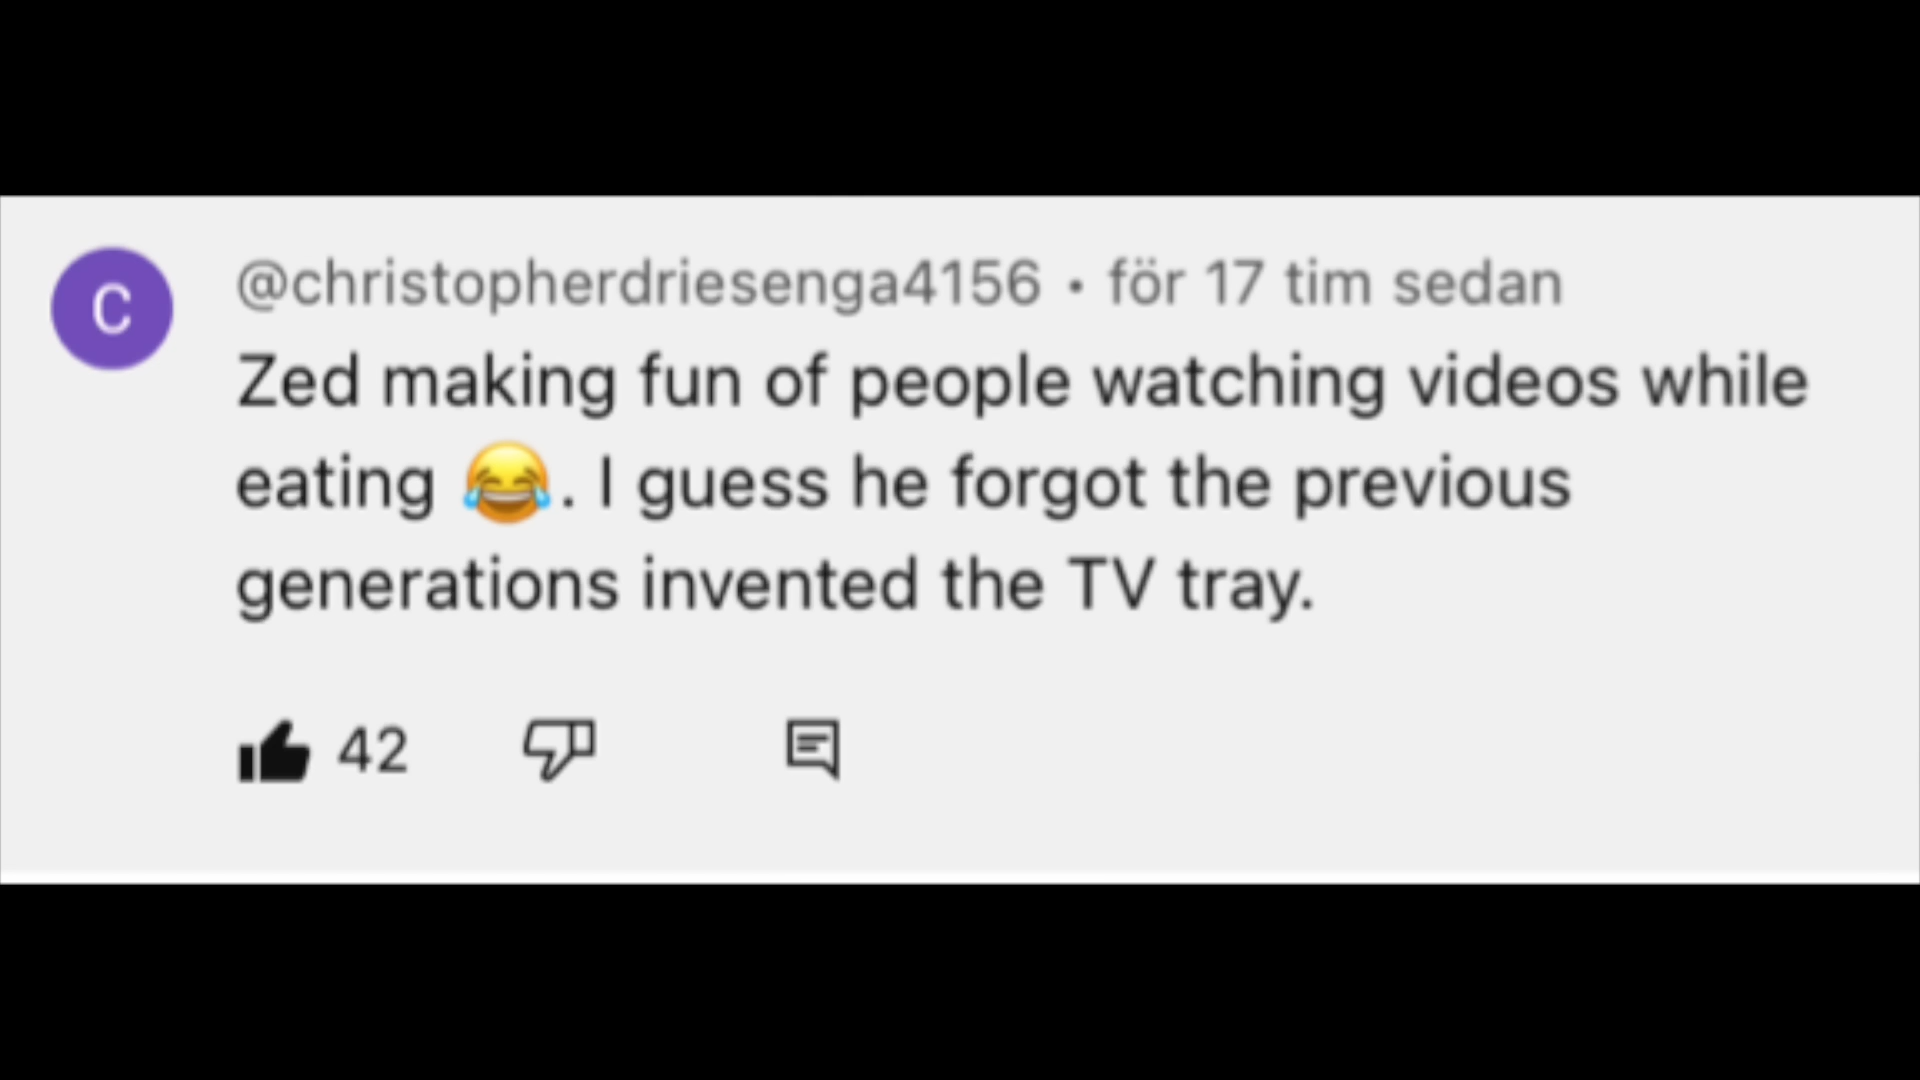 C
@christopherdriesenga4156 • för 17 tim sedan
Zed making fun of people watching videos while
eating 😂. I guess he forgot the previous
generations invented the TV tray.
42